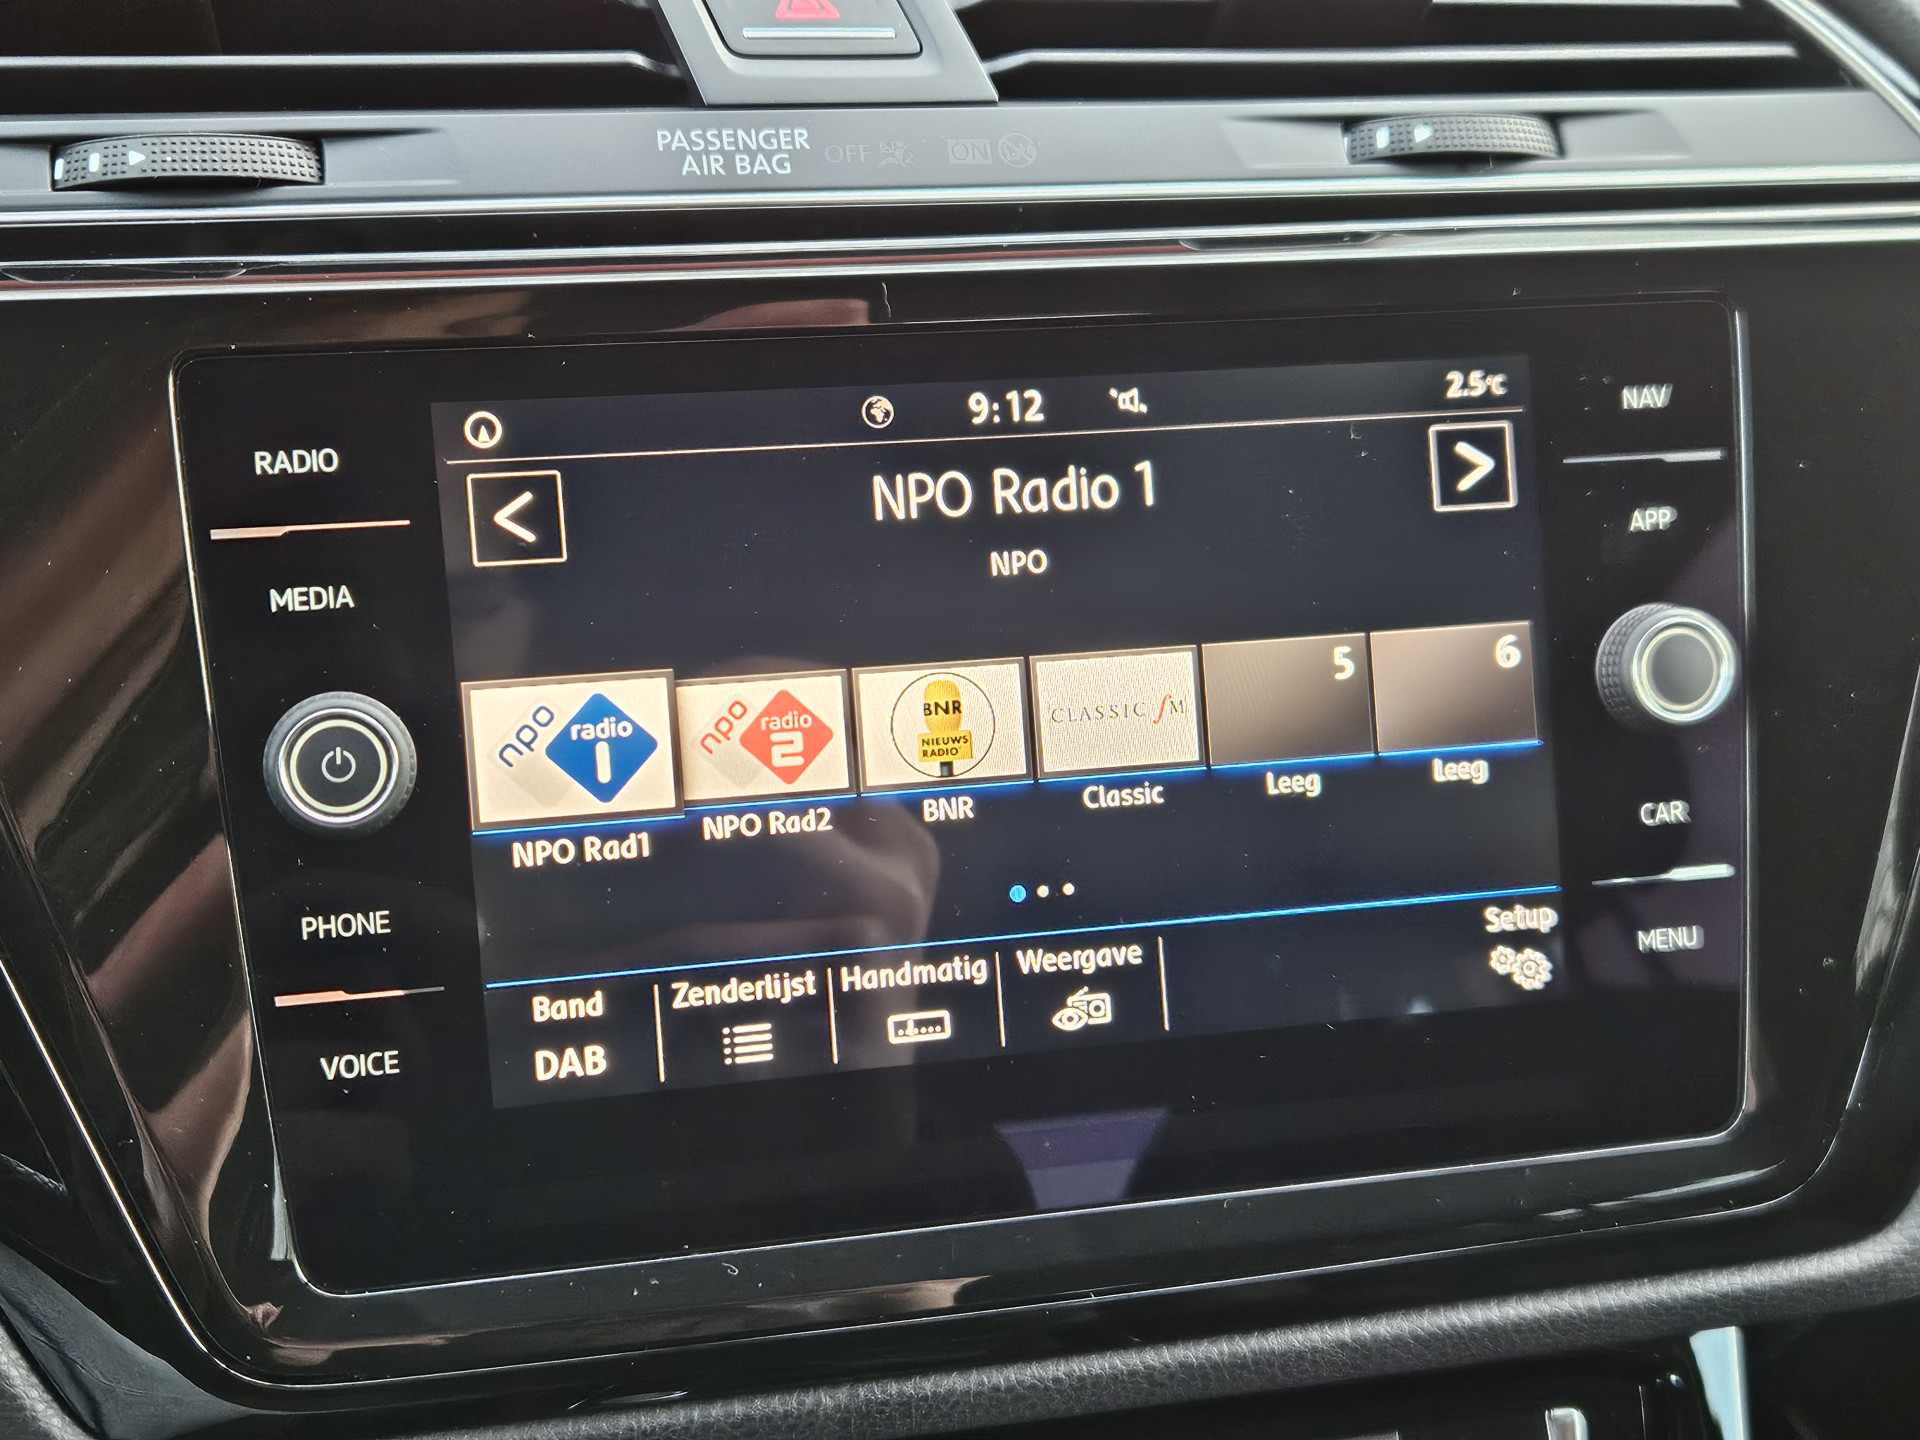 PASSENGER
AIR BAG
OFF
2
ON
RADIO
MEDIA
PHONE
VOICE
9:12
2.5°C
<
NPO Radio 1
>
NPO
npo radio 1
npo radio 2
BNR
NIEUWS
RADIO
CLASSIC fM
5
6
NPO Rad1
NPO Rad2
BNR
Classic
Leeg
Leeg
Band
DAB
Zenderlijst
Handmatig
Weergave
Setup
NAV
APP
CAR
MENU